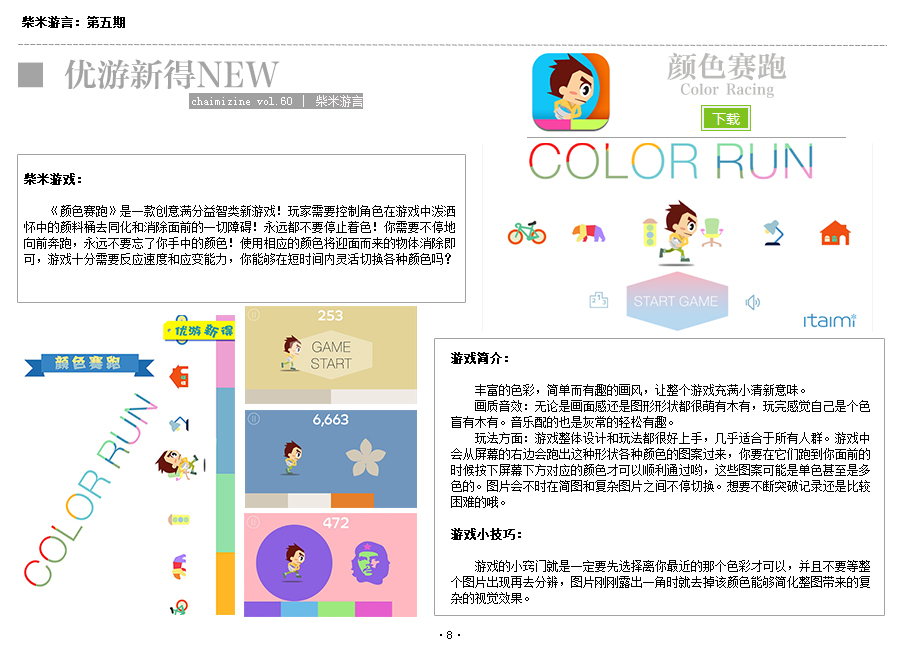 柴米游言：第五期
优游新得NEW
chaimizine vol.60 | 柴米游言
颜色赛跑
Color Racing
下载
COLOR RUN
START GAME
itaimi
柴米游戏：
《颜色赛跑》是一款创意满分益智类新游戏！玩家需要控制角色在游戏中泼洒
怀中的颜料桶去同化和消除面前的一切障碍！永远都不要停止着色！你需要不停地
向前奔跑，永远不要忘了你手中的颜色！使用相应的颜色将迎面而来的物体消除即
可，游戏十分需要反应速度和应变能力，你能够在短时间内灵活切换各种颜色吗？
优游新得
颜色赛跑
COLOR RUN
253
GAME
START
6,663
472
游戏简介：
丰富的色彩，简单而有趣的画风，让整个游戏充满小清新意味。
画质音效：无论是画面感还是图形形状都很萌有木有，玩完感觉自己是个色
盲有木有。音乐配的也是灰常的轻松有趣。
玩法方面：游戏整体设计和玩法都很好上手，几乎适合于所有人群。游戏中
会从屏幕的右边会跑出这种形状各种颜色的图案过来，你要在它们跑到你面前的
时候按下屏幕下方对应的颜色才可以顺利通过哟，这些图案可能是单色甚至是多
色的。图片会不时在简图和复杂图片之间不停切换。想要不断突破记录还是比较
困难的哦。
游戏小技巧：
游戏的小窍门就是一定要先选择离你最近的那个色彩才可以，并且不要等整
个图片出现再去分辨，图片刚刚露出一角时就去掉该颜色能够简化整图带来的复
杂的视觉效果。
·8·